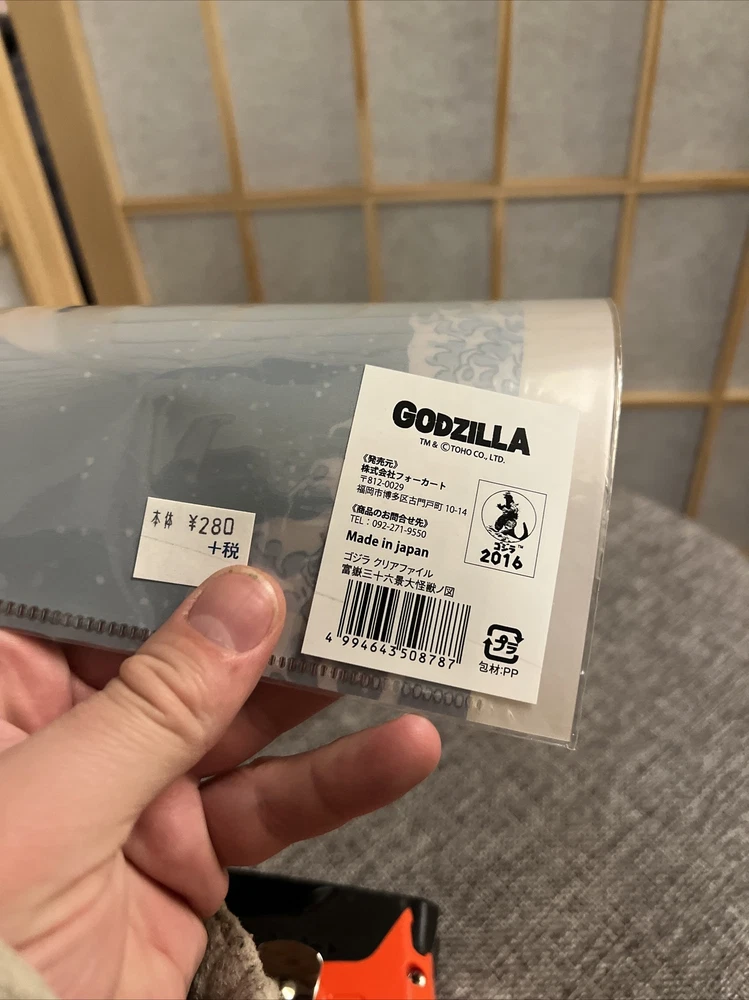 本体 ¥280
+税
GODZILLA
TM & ©TOHO CO., LTD.
《発売元》
株式会社フォーカート
〒812-0029
福岡市博多区古門戸町 10-14
《商品のお問合せ先》
TEL : 092-271-9550
Made in japan
ゴジラ クリアファイル
富嶽三十六景大怪獣ノ図
4 994643 508787
ゴジラ™
2016
プラ
包材:PP